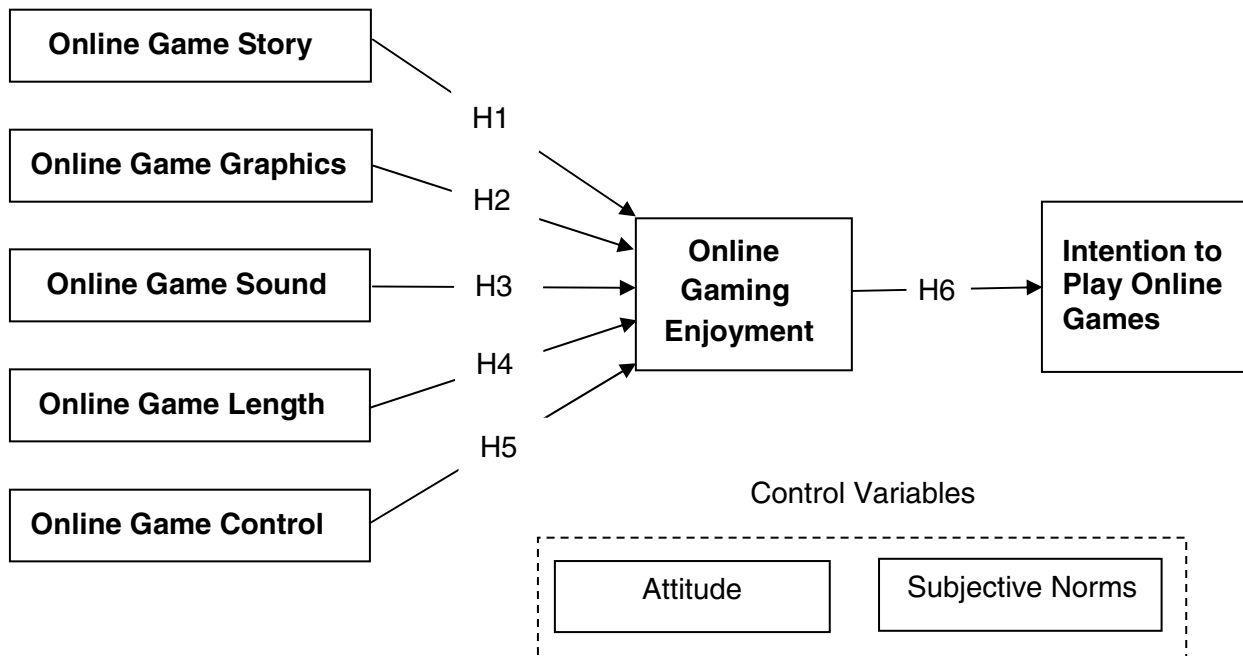 Online Game Story
H1
Online Game Graphics
H2
Online Game Sound
H3
Online Game Length
H4
Online Game Control
H5
Online
Gaming
Enjoyment
H6
Intention to
Play Online
Games
Control Variables
Attitude
Subjective Norms